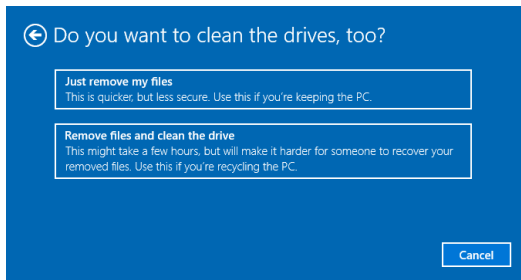 Do you want to clean the drives, too?
Just remove my files
This is quicker, but less secure. Use this if you're keeping the PC.
Remove files and clean the drive
This might take a few hours, but will make it harder for someone to recover your
removed files. Use this if you're recycling the PC.
Cancel